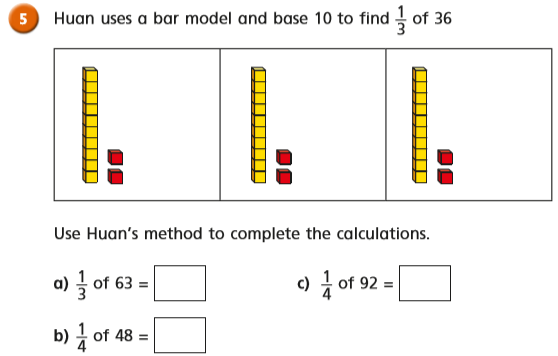 5 Huan uses a bar model and base 10 to find 1/3 of 36
Use Huan's method to complete the calculations.
a) 1/3 of 63 =
c) 1/4 of 92 =
b) 1/4 of 48 =